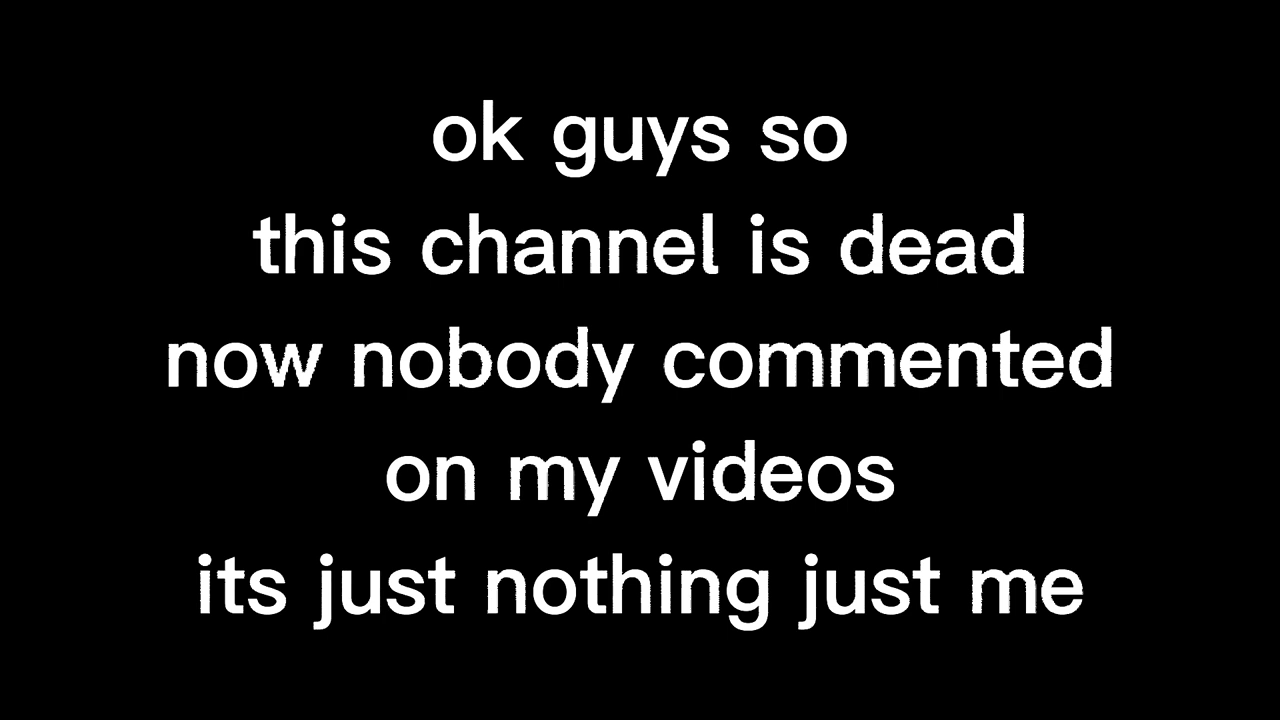 ok guys so
this channel is dead
now nobody commented
on my videos
its just nothing just me